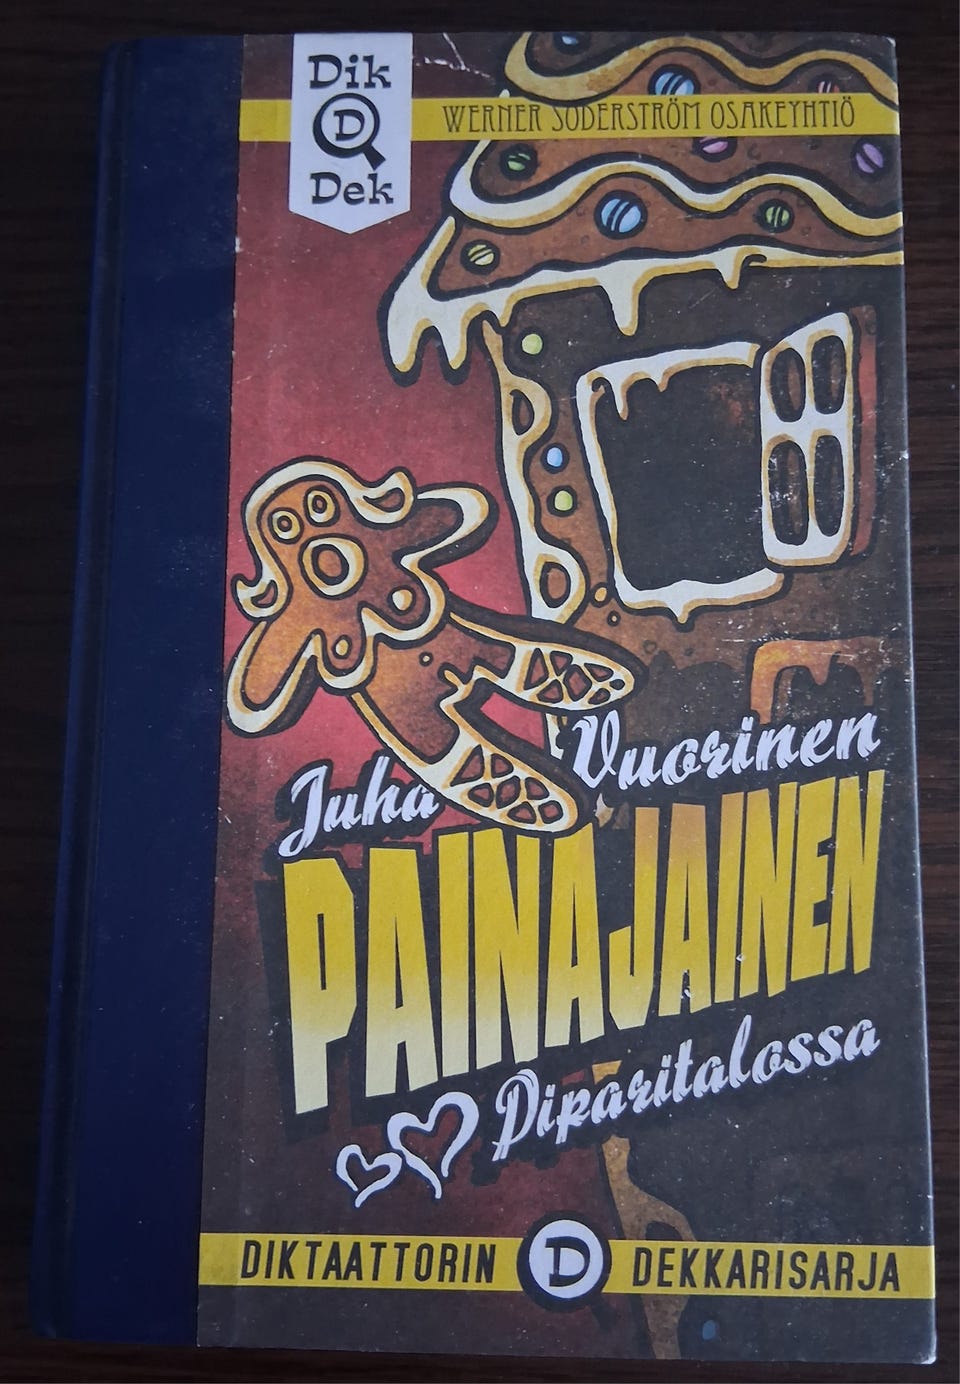 Dik
D
Dek
WERNER SÖDERSTRÖM OSAKEYHTIÖ
Juha Vuorinen
PAINAJAINEN
Piparitalossa
DIKTAATTORIN D DEKKARISARJA